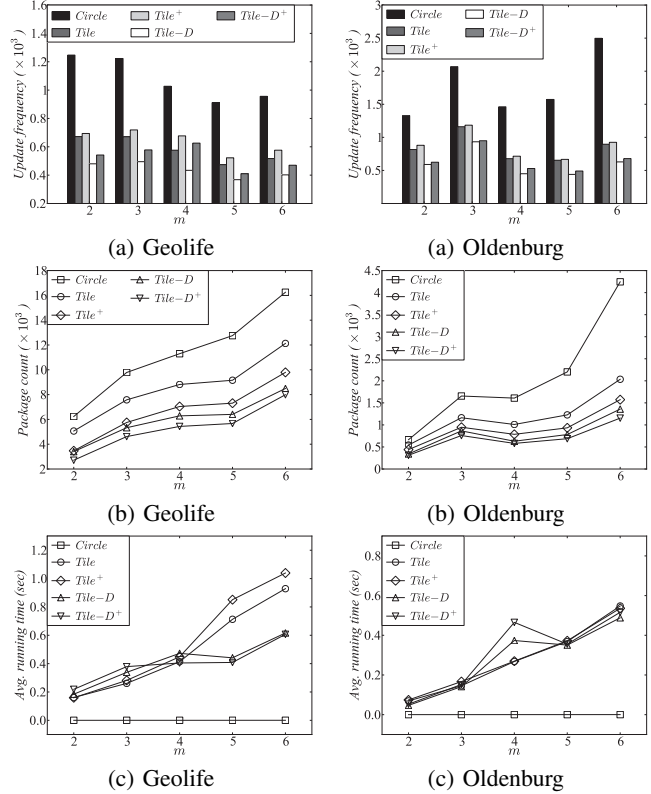 1.6
1.4
1.2
1.0
0.8
0.6
0.4
0.2
Update frequency ( × 10³ )
Circle
Tile
Tile⁺
Tile−D
Tile−D⁺
2 3 4 5 6
m
(a) Geolife
3
2.5
2
1.5
1
0.5
Update frequency ( × 10³ )
Circle
Tile
Tile⁺
Tile−D
Tile−D⁺
2 3 4 5 6
m
(a) Oldenburg
18
16
14
12
10
8
6
4
2
Package count ( × 10³ )
Circle
Tile
Tile⁺
Tile−D
Tile−D⁺
2 3 4 5 6
m
(b) Geolife
4.5
4
3.5
3
2.5
2
1.5
1
0.5
0
Package count ( × 10³ )
Circle
Tile
Tile⁺
Tile−D
Tile−D⁺
2 3 4 5 6
m
(b) Oldenburg
1.2
1.0
0.8
0.6
0.4
0.2
0.0
Avg. running time (sec)
Circle
Tile
Tile⁺
Tile−D
Tile−D⁺
2 3 4 5 6
m
(c) Geolife
0.8
0.6
0.4
0.2
0.0
Avg. running time (sec)
Circle
Tile
Tile⁺
Tile−D
Tile−D⁺
2 3 4 5 6
m
(c) Oldenburg